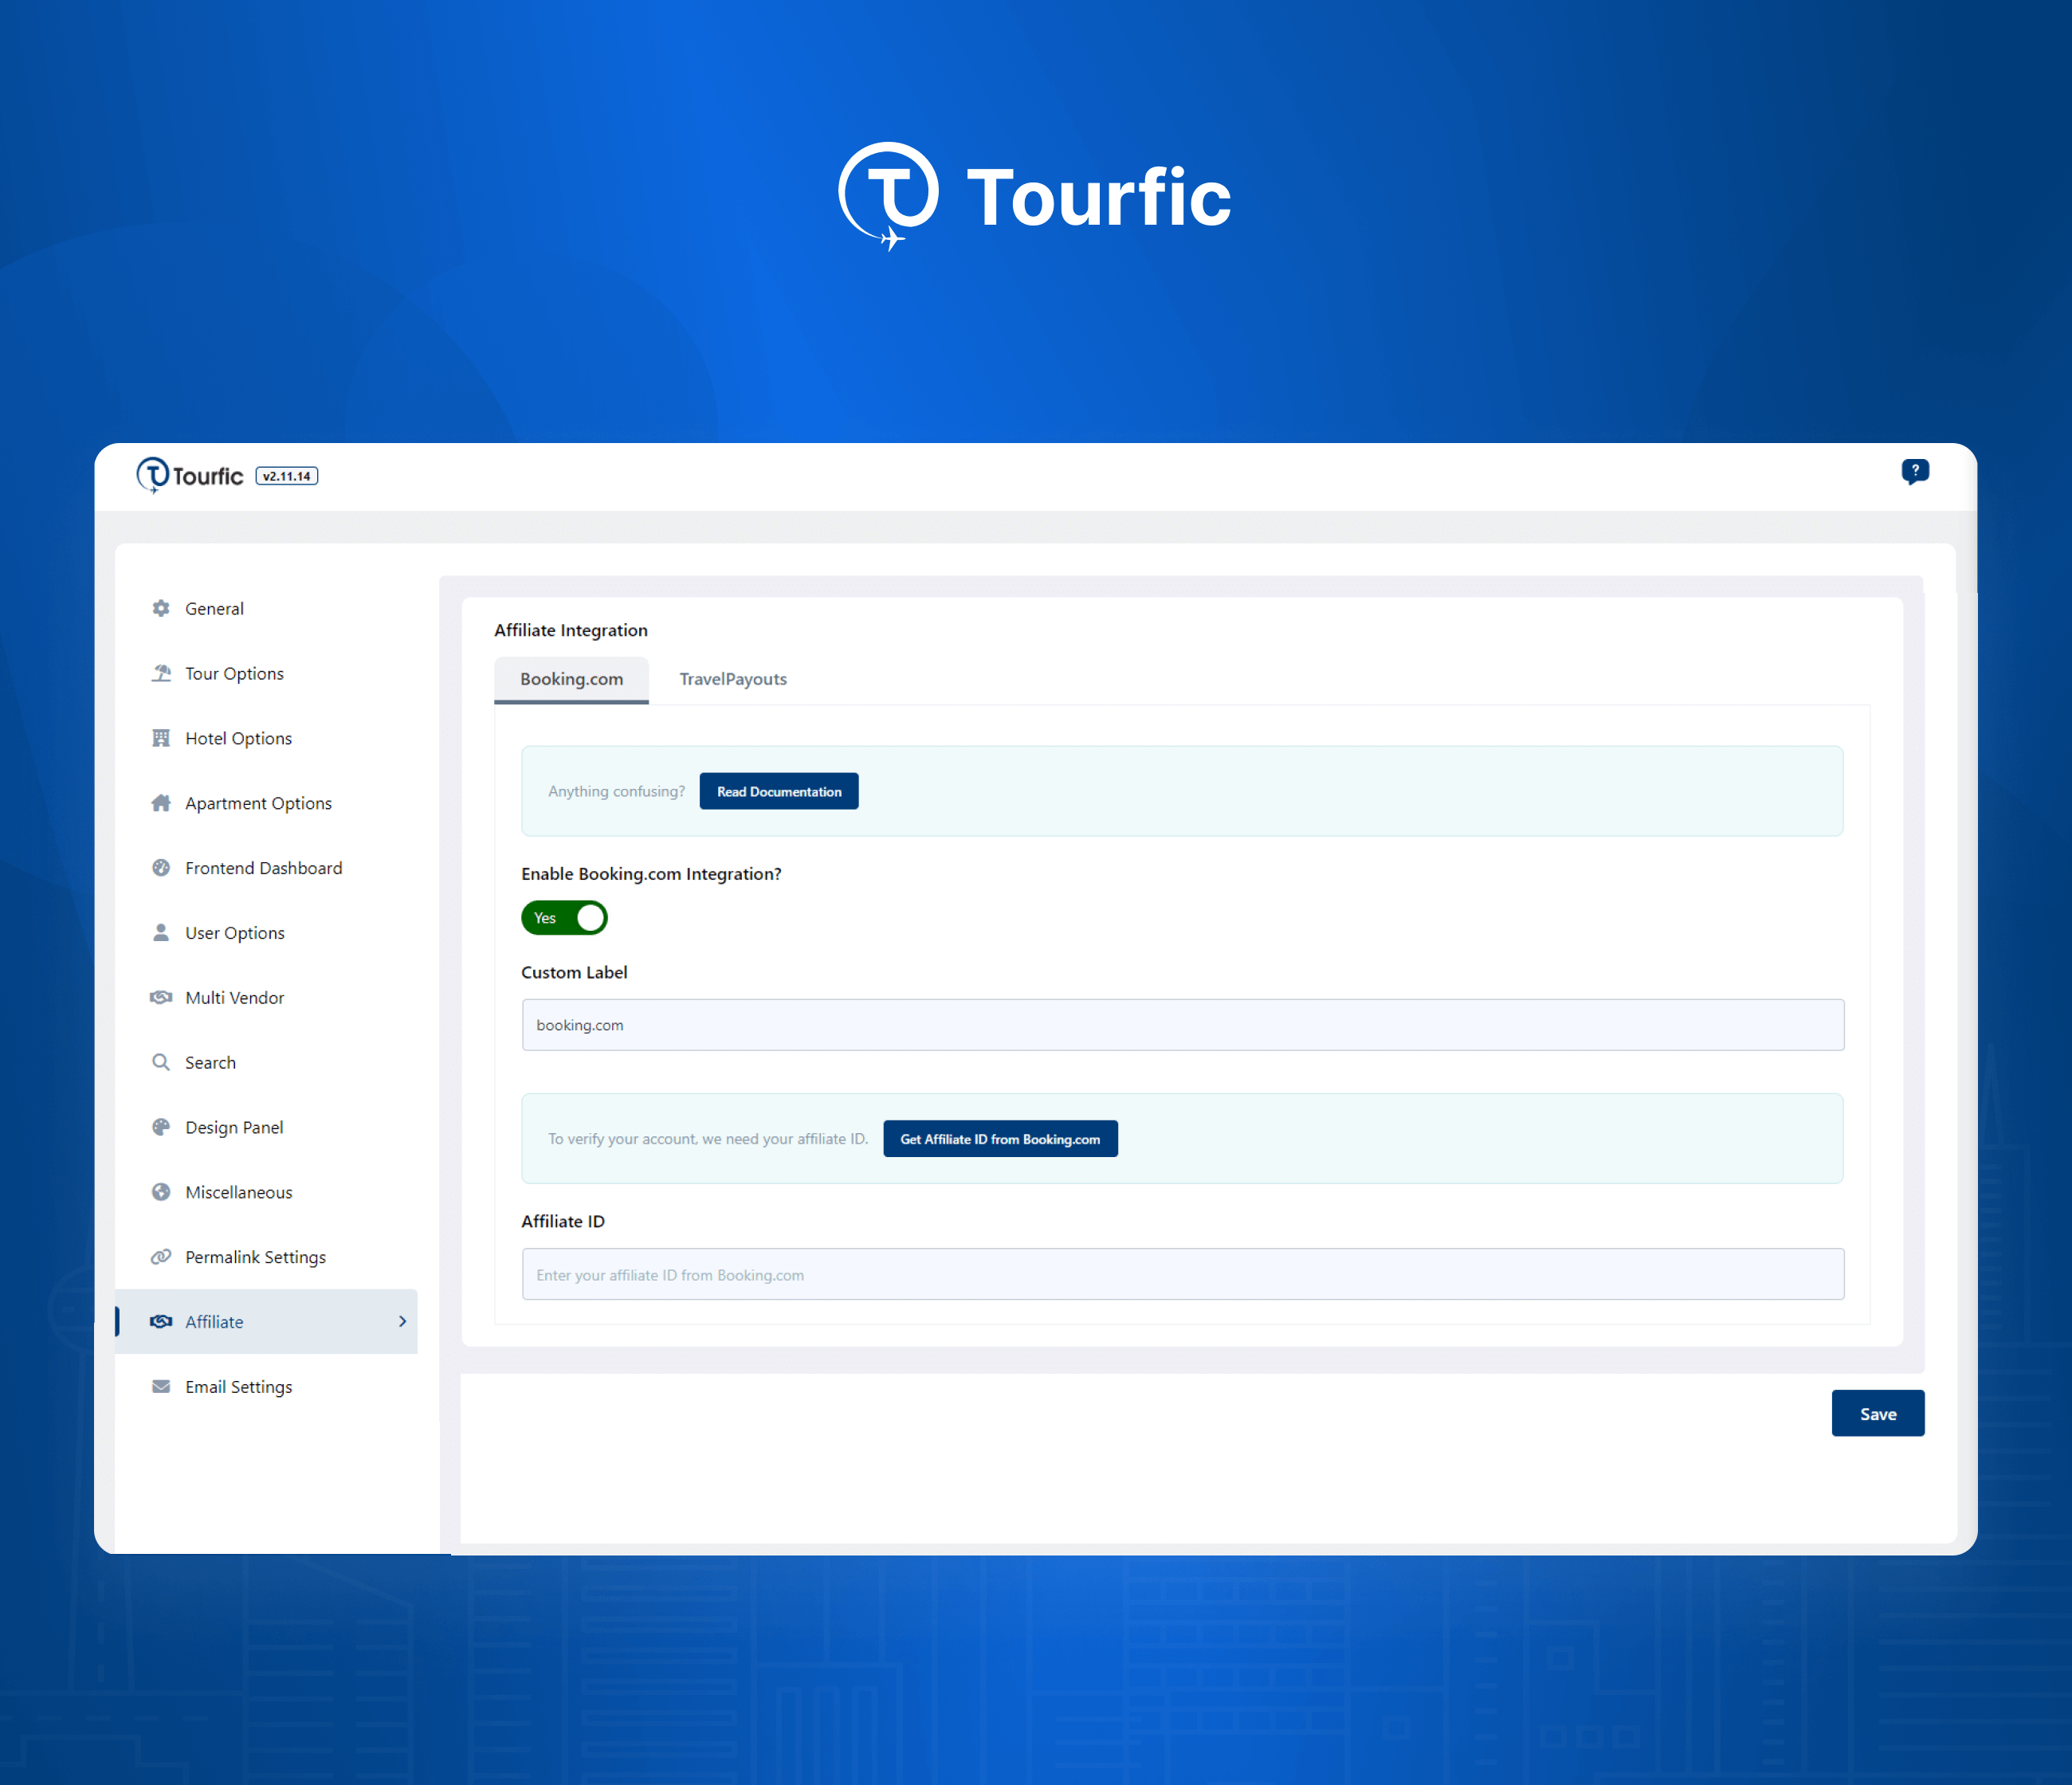 Tourfic
Tourfic v2.11.14
?
General
Tour Options
Hotel Options
Apartment Options
Frontend Dashboard
User Options
Multi Vendor
Search
Design Panel
Miscellaneous
Permalink Settings
Affiliate
Email Settings
Affiliate Integration
Booking.com TravelPayouts
Anything confusing? Read Documentation
Enable Booking.com Integration?
Yes
Custom Label
booking.com
To verify your account, we need your affiliate ID. Get Affiliate ID from Booking.com
Affiliate ID
Enter your affiliate ID from Booking.com
Save